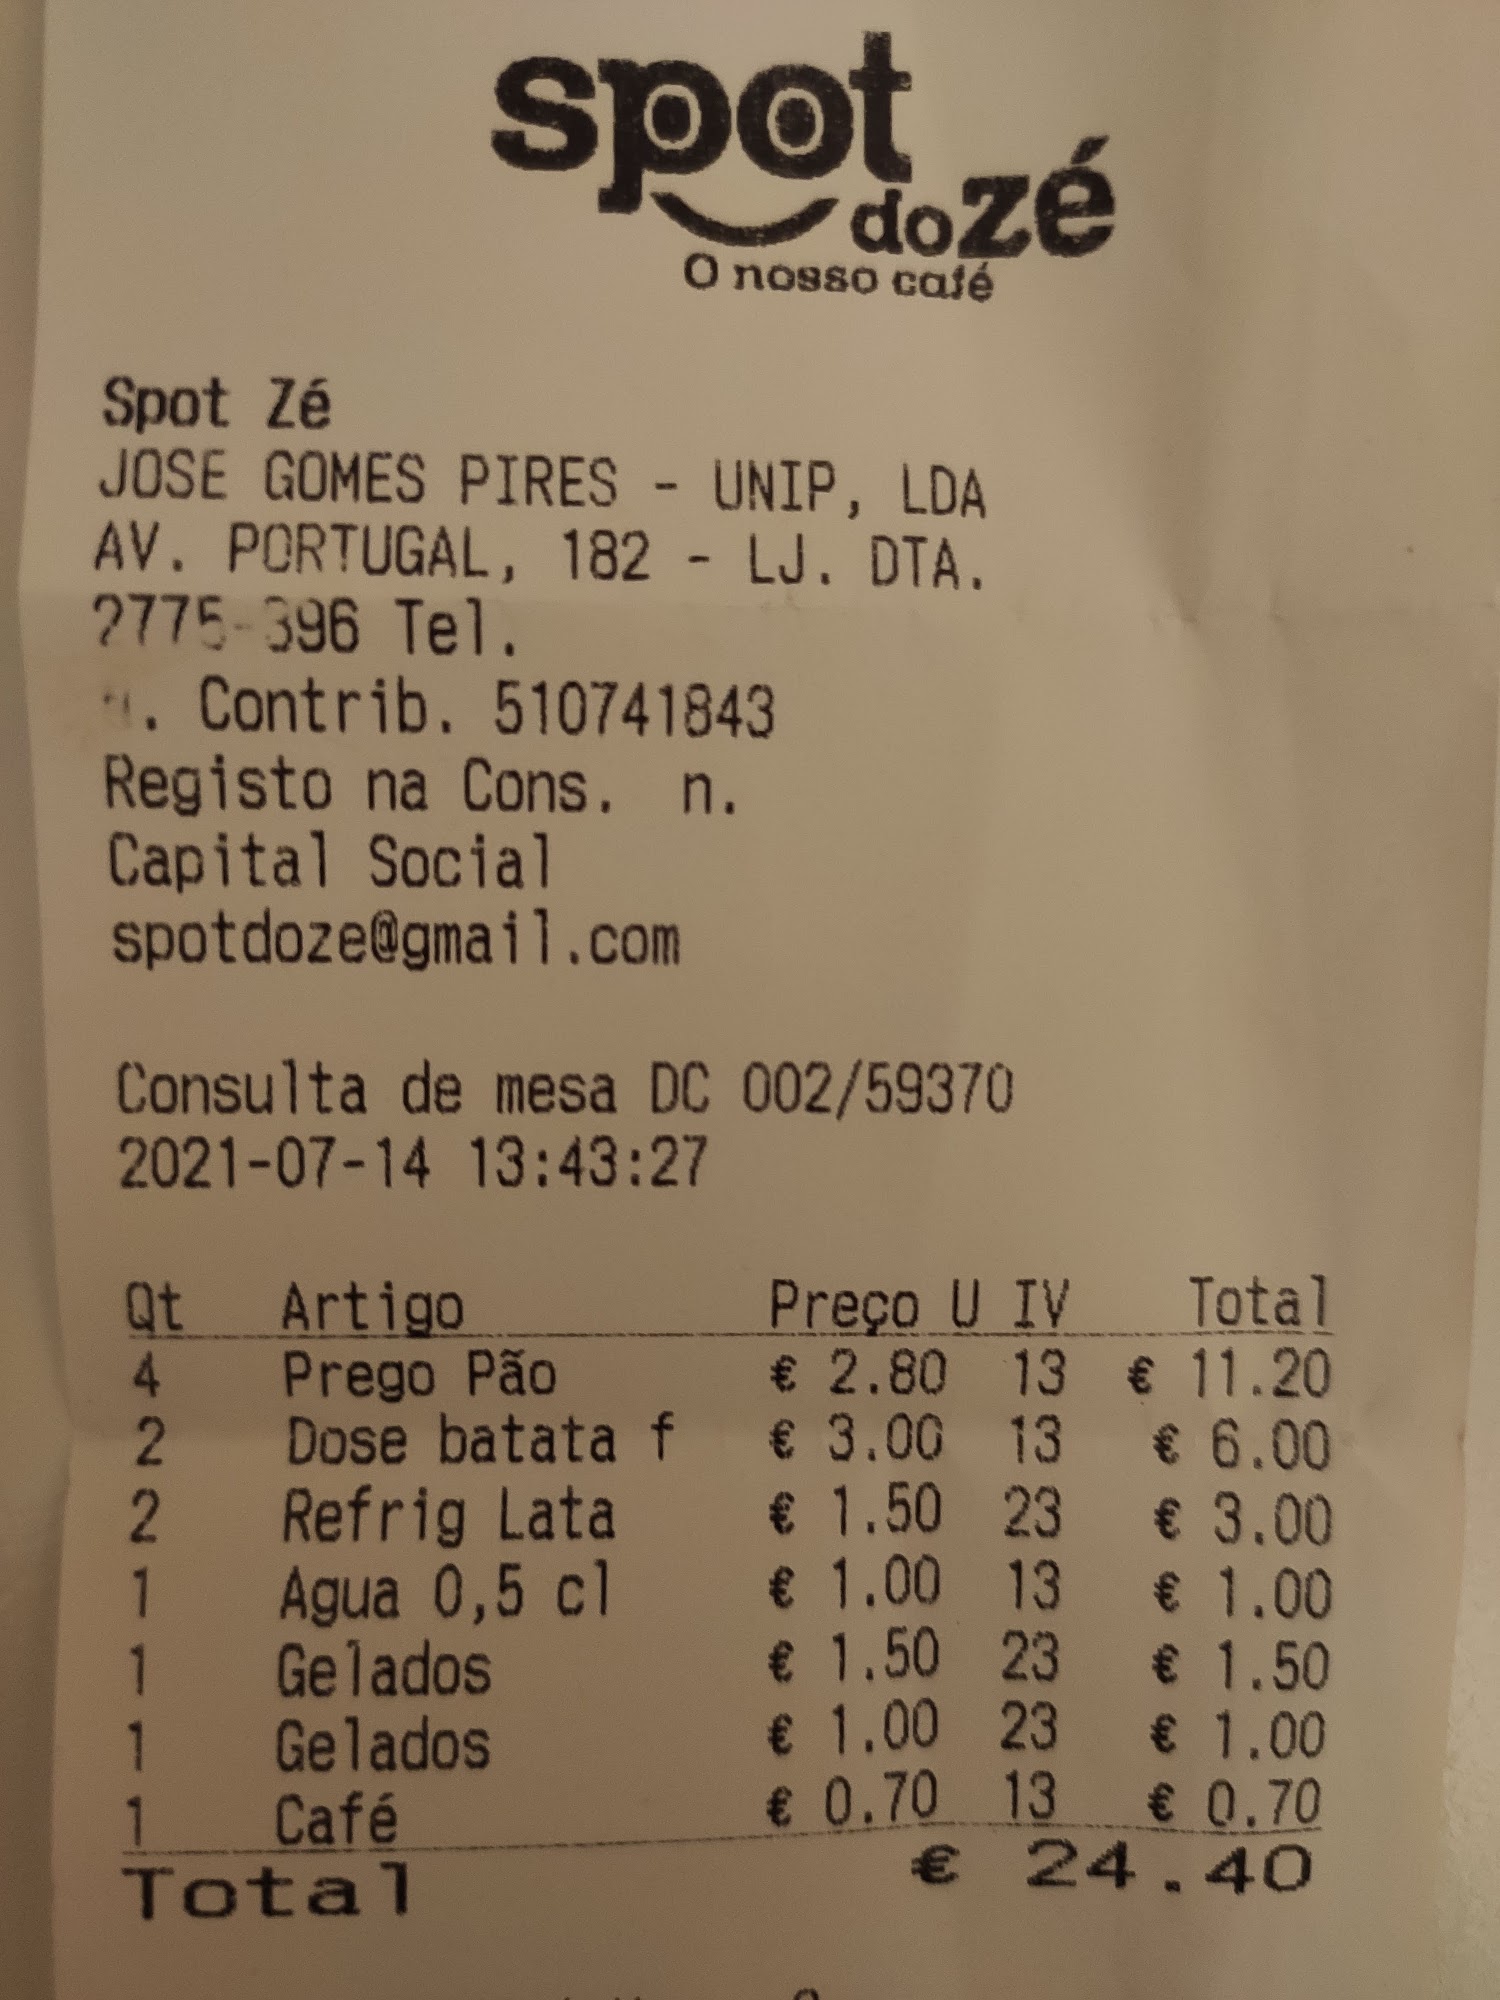 spot
do zé
O nosso café
Spot Zé
JOSE GOMES PIRES - UNIP, LDA
AV. PORTUGAL, 182 - LJ. DTA.
2775-396 Tel.
. Contrib. 510741843
Registo na Cons. n.
Capital Social
spotdoze@gmail.com
Consulta de mesa DC 002/59370
2021-07-14 13:43:27
Qt Artigo Preço U IV Total
4 Prego Pão € 2.80 13 € 11.20
2 Dose batata f € 3.00 13 € 6.00
2 Refrig Lata € 1.50 23 € 3.00
1 Agua 0,5 cl € 1.00 13 € 1.00
1 Gelados € 1.50 23 € 1.50
1 Gelados € 1.00 23 € 1.00
1 Café € 0.70 13 € 0.70
Total € 24.40